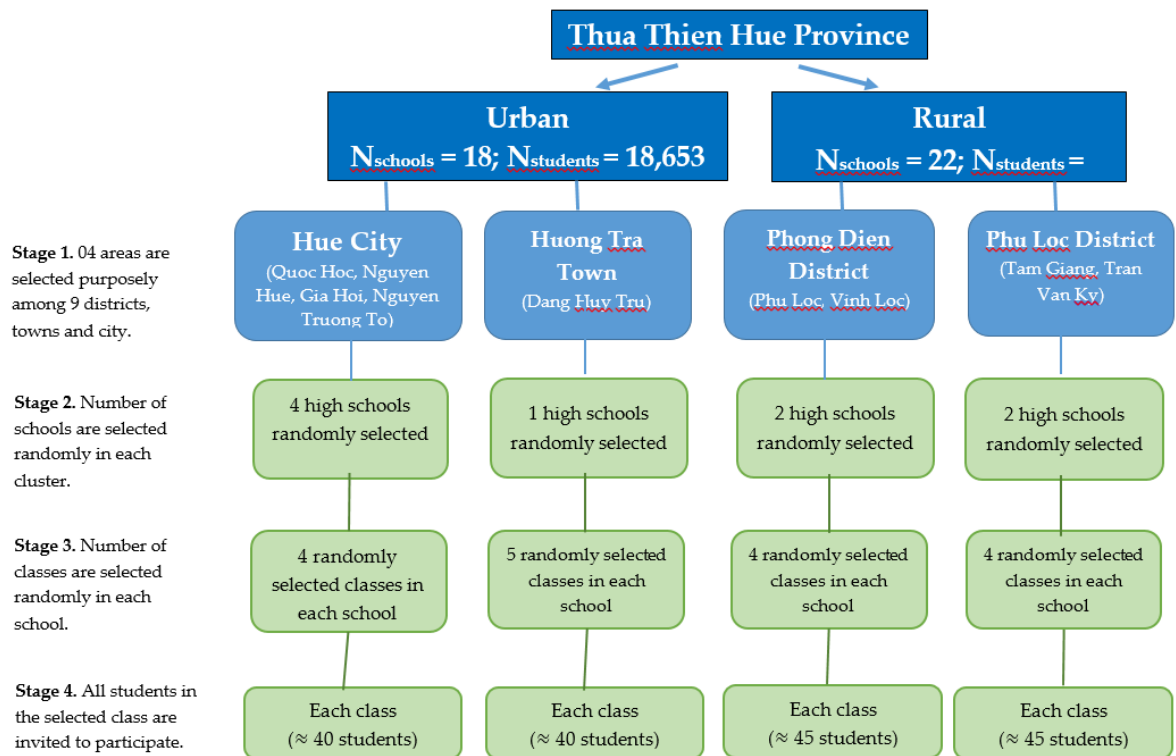 Thua Thien Hue Province
Urban
Nschools = 18; Nstudents = 18,653
Rural
Nschools = 22; Nstudents =
Stage 1. 04 areas are
selected purposely
among 9 districts,
towns and city.
Hue City
(Quoc Hoc, Nguyen
Hue, Gia Hoi, Nguyen
Truong To)
Huong Tra
Town
(Dang Huy Tru)
Phong Dien
District
(Phu Loc, Vinh Loc)
Phu Loc District
(Tam Giang, Tran
Van Ky)
Stage 2. Number of
schools are selected
randomly in each
cluster.
4 high schools
randomly selected
1 high schools
randomly selected
2 high schools
randomly selected
2 high schools
randomly selected
Stage 3. Number of
classes are selected
randomly in each
school.
4 randomly
selected classes in
each school
5 randomly selected
classes in each
school
4 randomly selected
classes in each
school
4 randomly selected
classes in each
school
Stage 4. All students in
the selected class are
invited to participate.
Each class
(≈ 40 students)
Each class
(≈ 40 students)
Each class
(≈ 45 students)
Each class
(≈ 45 students)